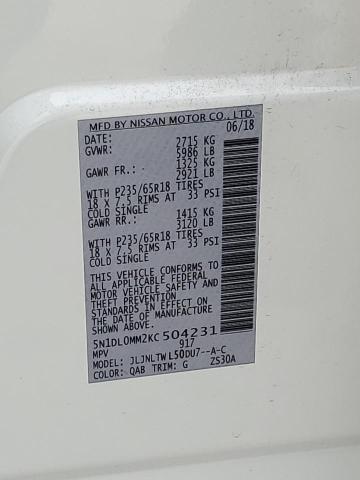 MFD BY NISSAN MOTOR CO., LTD.
DATE: 06/18
GVWR: 2715 KG
5986 LB
GAWR FR.: 1325 KG
2921 LB
WITH P235/65R18 TIRES
18 X 7.5 RIMS AT 33 PSI
COLD SINGLE
GAWR RR.: 1415 KG
3120 LB
WITH P235/65R18 TIRES
18 X 7.5 RIMS AT 33 PSI
COLD SINGLE
THIS VEHICLE CONFORMS TO
ALL APPLICABLE FEDERAL
MOTOR VEHICLE SAFETY AND
THEFT PREVENTION
STANDARDS IN EFFECT ON
THE DATE OF MANUFACTURE
SHOWN ABOVE
5N1DL0MM2KC504231
MPV 917
MODEL: JLJNLTWL50DU7--A-C
COLOR: QAB TRIM: G ZS30A